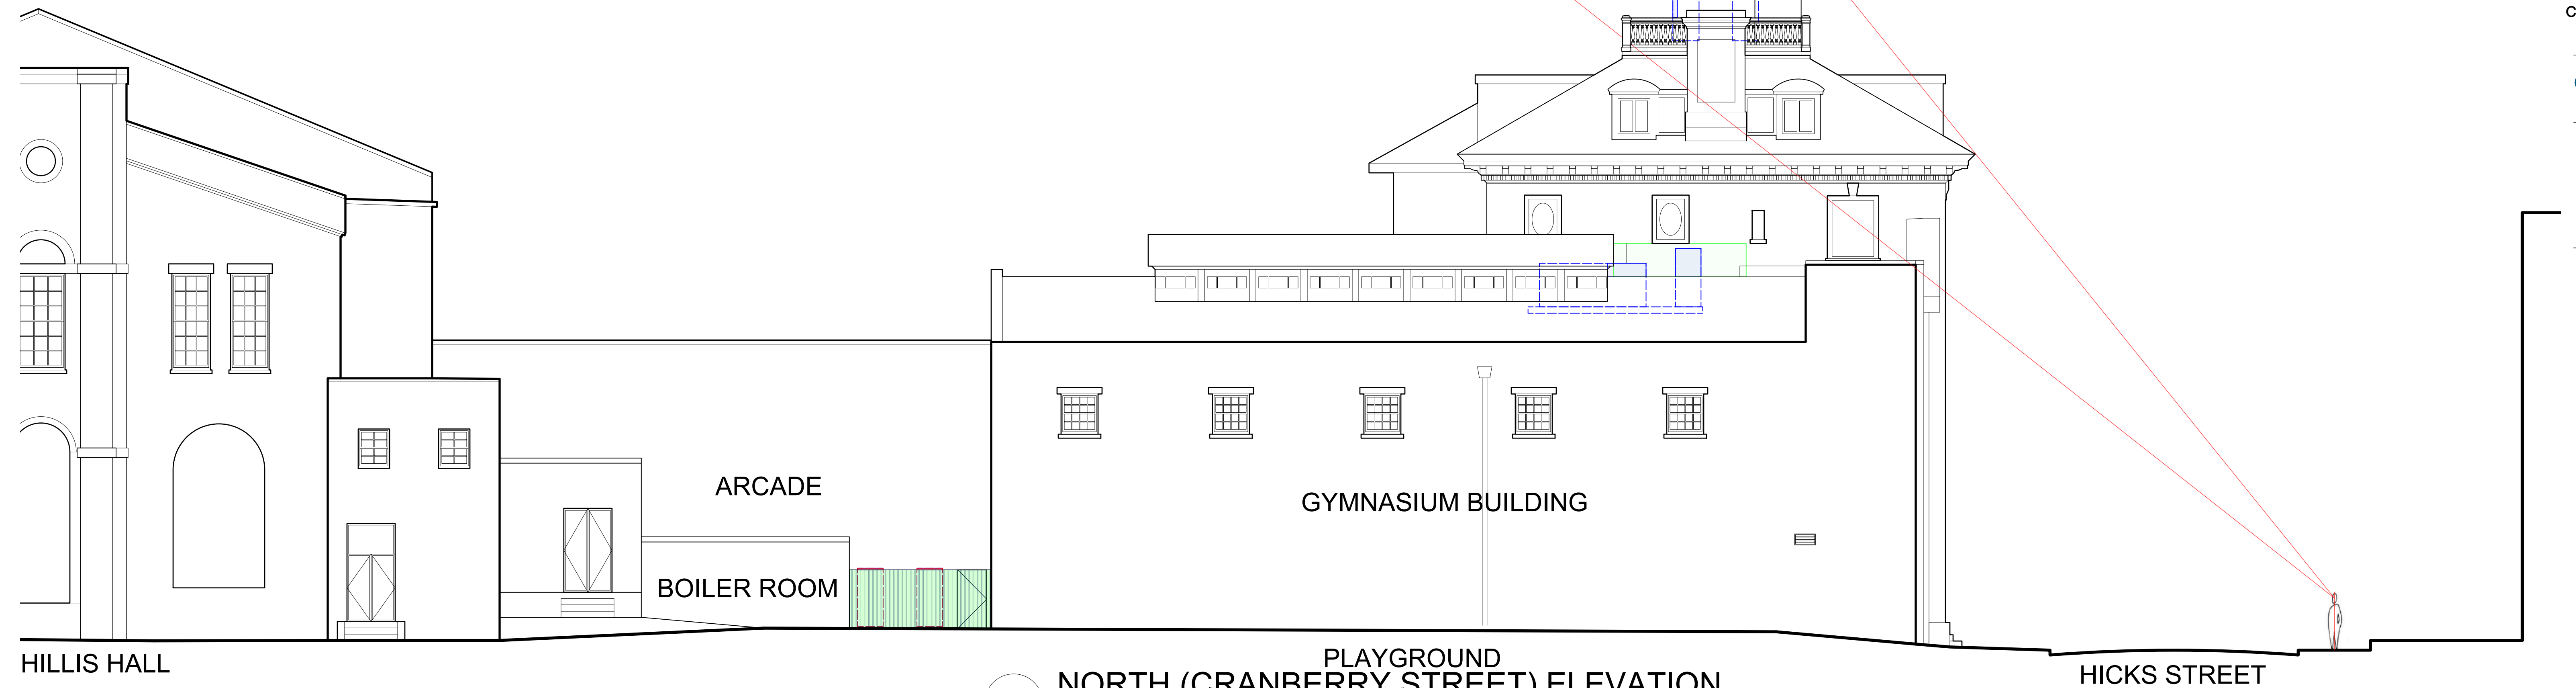 ARCADE
GYMNASIUM BUILDING
BOILER ROOM
HILLIS HALL
PLAYGROUND
HICKS STREET
NORTH (CRANBERRY STREET) ELEVATION